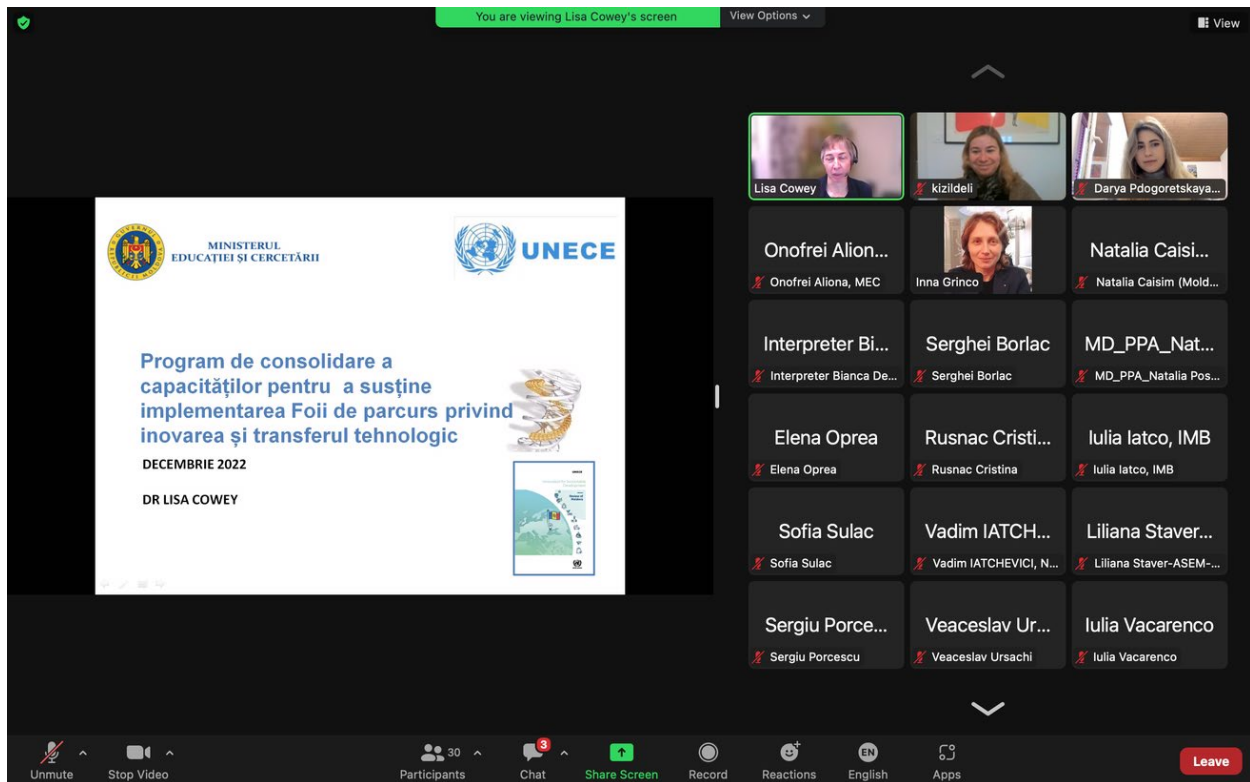 You are viewing Lisa Cowey's screen
View Options
View
MINISTERUL
EDUCAȚIEI ȘI CERCETĂRII
UNECE
Program de consolidare a
capacităților pentru a susține
implementarea Foii de parcurs privind
inovarea și transferul tehnologic
DECEMBRIE 2022
DR LISA COWEY
Lisa Cowey
kizildeli
Darya Pdogoretskaya...
Onofrei Alion...
Onofrei Aliona, MEC
Inna Grinco
Natalia Caisi...
Natalia Caisim (Mold...
Interpreter Bi...
Interpreter Bianca De...
Serghei Borlac
Serghei Borlac
MD_PPA_Nat...
MD_PPA_Natalia Pos...
Elena Oprea
Elena Oprea
Rusnac Cristi...
Rusnac Cristina
Iulia Iatco, IMB
Iulia Iatco, IMB
Sofia Sulac
Sofia Sulac
Vadim IATCH...
Vadim IATCHEVICI, N...
Liliana Staver...
Liliana Staver-ASEM-...
Sergiu Porce...
Sergiu Porcescu
Veaceslav Ur...
Veaceslav Ursachi
Iulia Vacarenco
Iulia Vacarenco
Unmute
Stop Video
30
Participants
3
Chat
Share Screen
Record
Reactions
EN
English
Apps
Leave